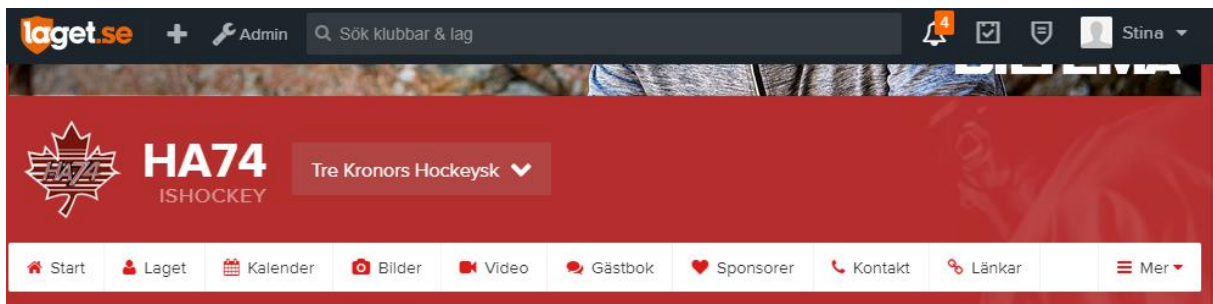 laget.se Admin Sök klubbar & lag 4 Stina
HA74
HA74
ISHOCKEY
Tre Kronors Hockeysk
Start Laget Kalender Bilder Video Gästbok Sponsorer Kontakt Länkar Mer